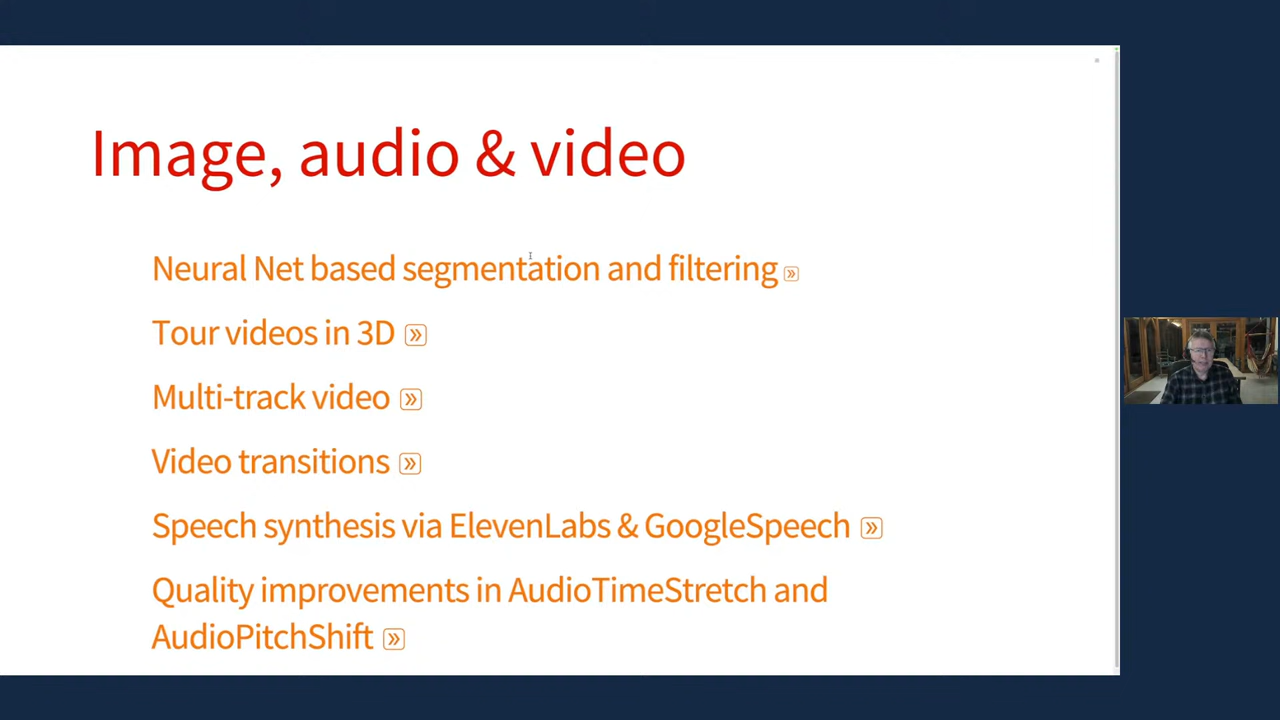 Image, audio & video
Neural Net based segmentation and filtering »
Tour videos in 3D »
Multi-track video »
Video transitions »
Speech synthesis via ElevenLabs & GoogleSpeech »
Quality improvements in AudioTimeStretch and
AudioPitchShift »